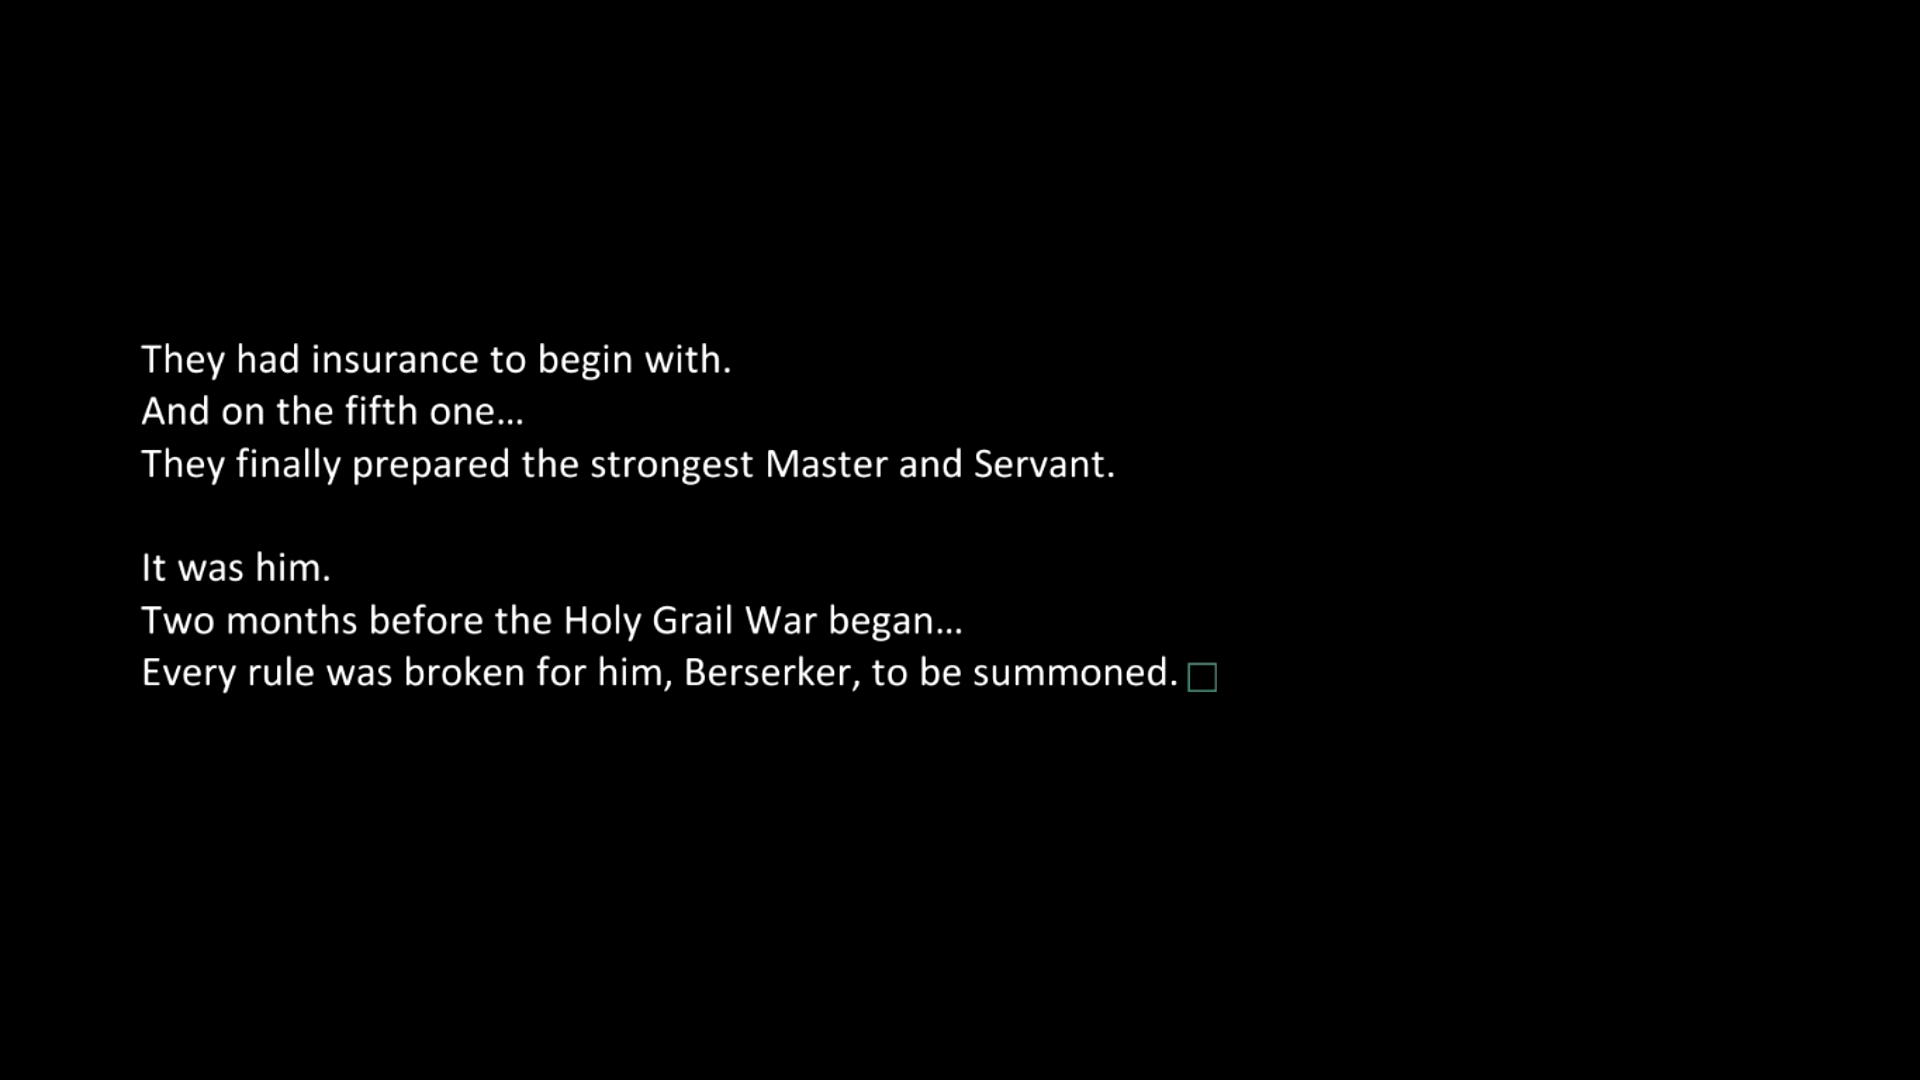 They had insurance to begin with.
And on the fifth one…
They finally prepared the strongest Master and Servant.
It was him.
Two months before the Holy Grail War began…
Every rule was broken for him, Berserker, to be summoned.